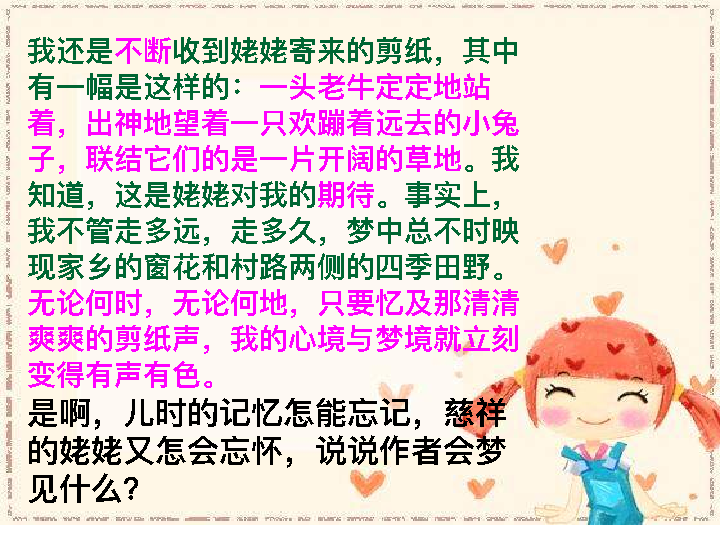 我还是不断收到姥姥寄来的剪纸，其中
有一幅是这样的：一头老牛定定地站
着，出神地望着一只欢蹦着远去的小兔
子，联结它们的是一片开阔的草地。我
知道，这是姥姥对我的期待。事实上，
我不管走多远，走多久，梦中总不时映
现家乡的窗花和村路两侧的四季田野。
无论何时，无论何地，只要忆及那清清
爽爽的剪纸声，我的心境与梦境就立刻
变得有声有色。
是啊，儿时的记忆怎能忘记，慈祥
的姥姥又怎会忘怀，说说作者会梦
见什么？